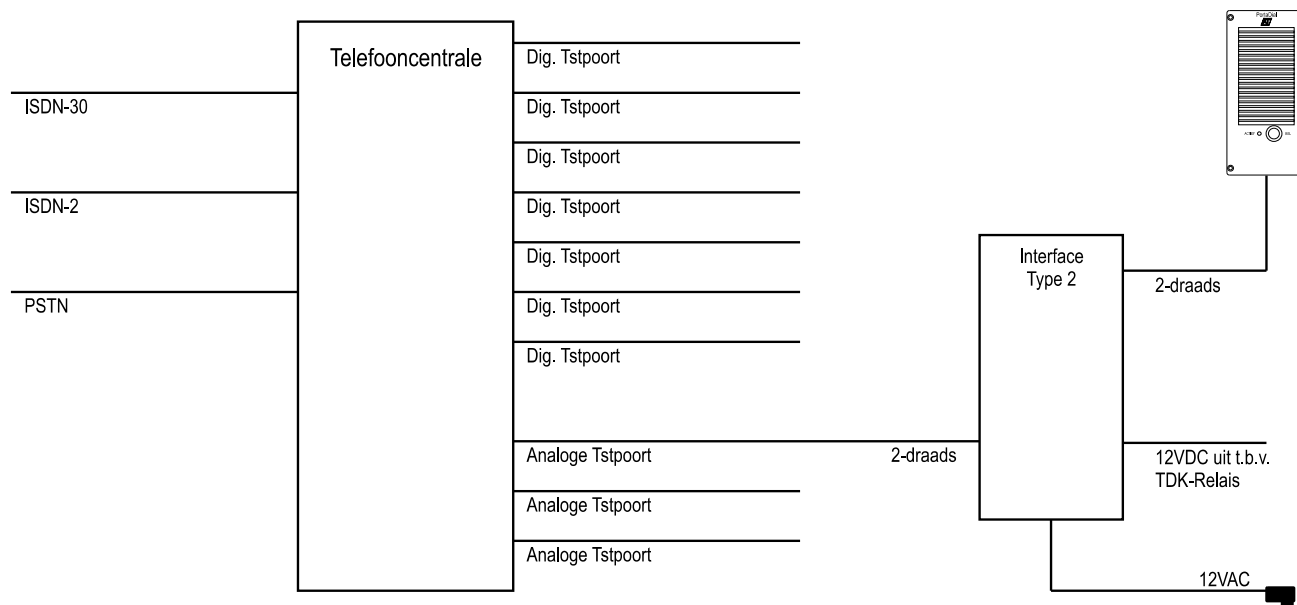 Telefooncentrale
ISDN-30
ISDN-2
PSTN
Dig. Tstpoort
Dig. Tstpoort
Dig. Tstpoort
Dig. Tstpoort
Dig. Tstpoort
Dig. Tstpoort
Dig. Tstpoort
Analoge Tstpoort
Analoge Tstpoort
Analoge Tstpoort
2-draads
Interface
Type 2
2-draads
12VDC uit t.b.v.
TDK-Relais
12VAC
PortaDial